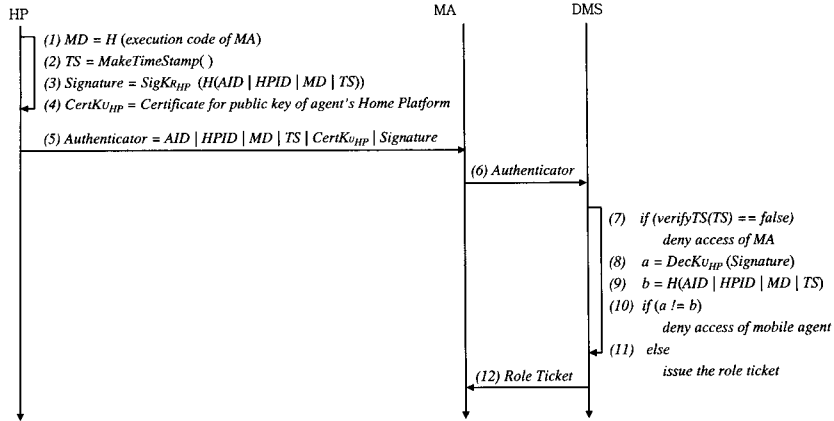 HP
MA
DMS
(1) MD = H (execution code of MA)
(2) TS = MakeTimeStamp( )
(3) Signature = SigKR_HP (H(AID | HPID | MD | TS))
(4) CertKU_HP = Certificate for public key of agent's Home Platform
(5) Authenticator = AID | HPID | MD | TS | CertKU_HP | Signature
(6) Authenticator
(7) if (verifyTS(TS) == false)
deny access of MA
(8) a = DecKU_HP (Signature)
(9) b = H(AID | HPID | MD | TS)
(10) if (a != b)
deny access of mobile agent
(11) else
issue the role ticket
(12) Role Ticket